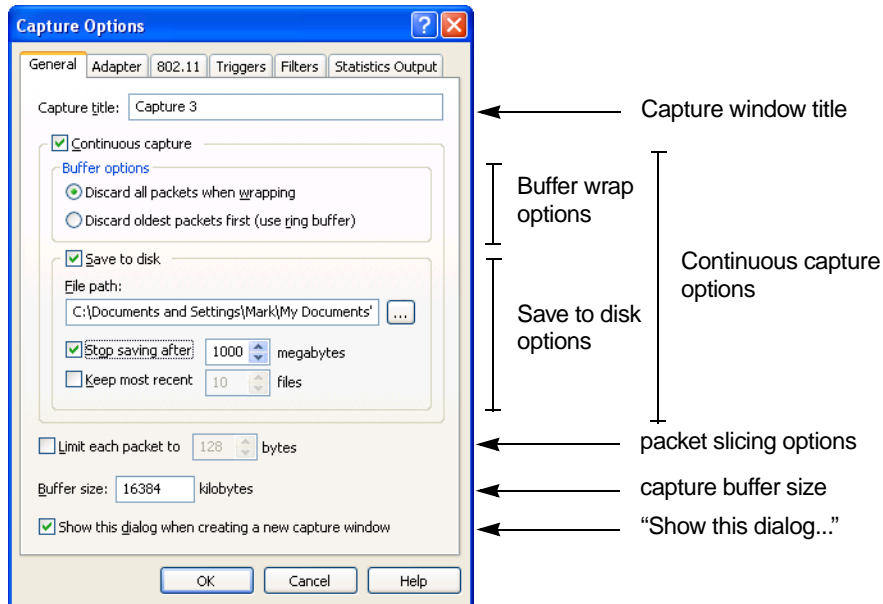 Capture Options
General Adapter 802.11 Triggers Filters Statistics Output
Capture title: Capture 3
Capture window title
Continuous capture
Buffer options
Discard all packets when wrapping
Discard oldest packets first (use ring buffer)
Buffer wrap
options
Continuous capture
options
Save to disk
File path:
C:\Documents and Settings\Mark\My Documents'
...
Save to disk
options
Stop saving after 1000 megabytes
Keep most recent 10 files
Limit each packet to 128 bytes
packet slicing options
Buffer size: 16384 kilobytes
capture buffer size
Show this dialog when creating a new capture window
“Show this dialog...”
OK Cancel Help